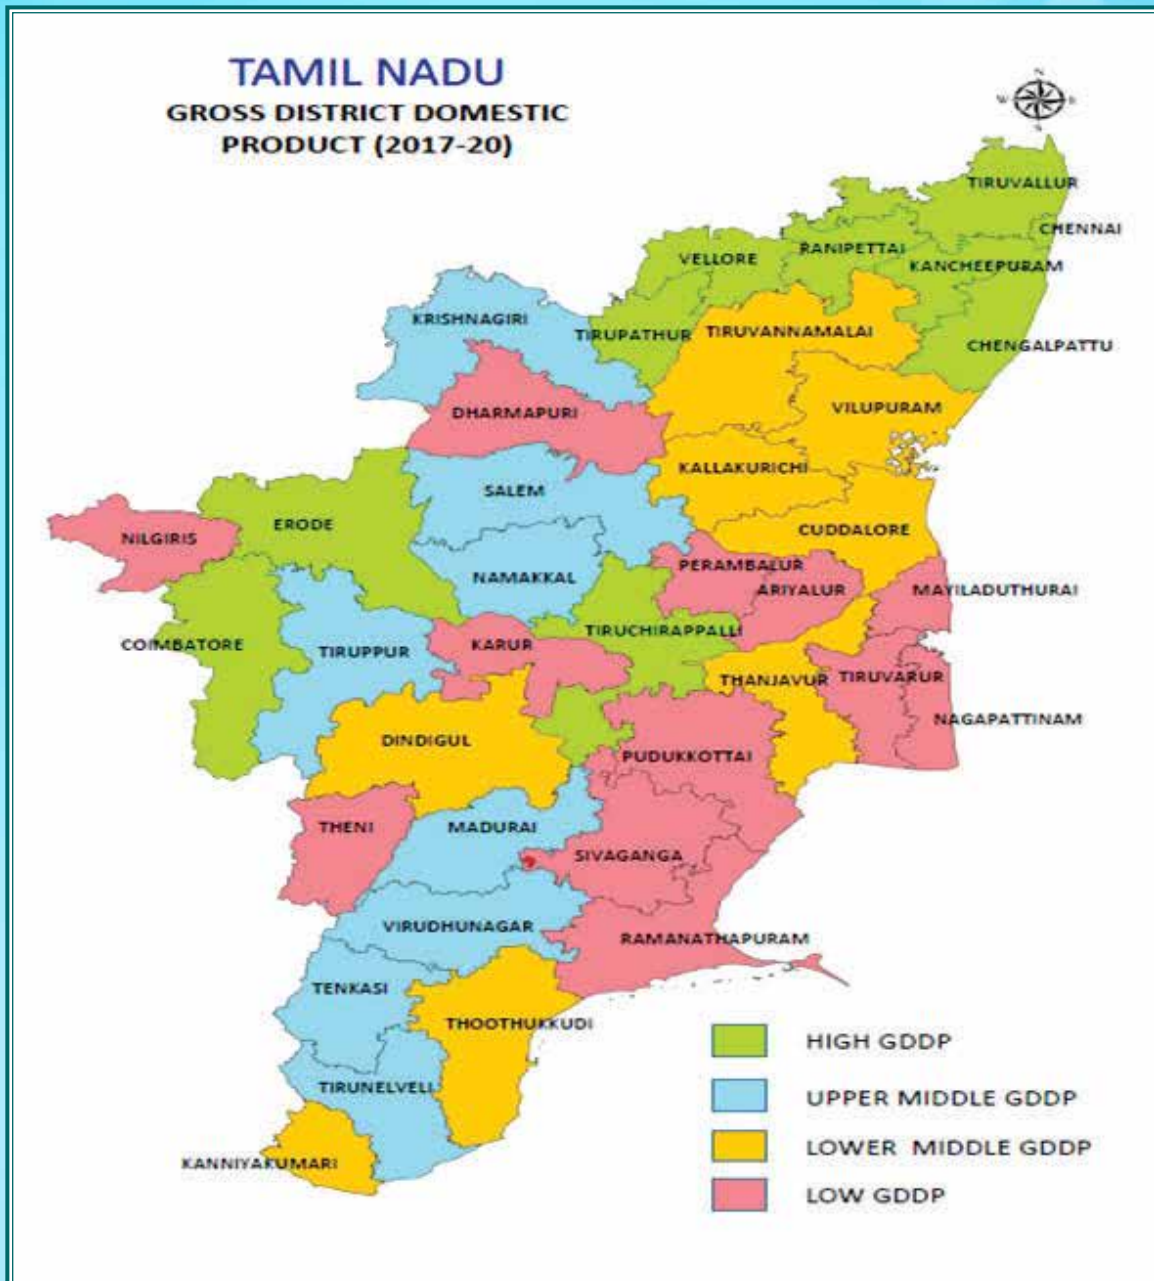 TAMIL NADU
GROSS DISTRICT DOMESTIC
PRODUCT (2017-20)
N
W E
S
TIRUVALLUR
CHENNAI
RANIPETTAI
VELLORE
KANCHEEPURAM
KRISHNAGIRI
TIRUPATHUR
TIRUVANNAMALAI
CHENGALPATTU
DHARMAPURI
VILUPURAM
KALLAKURICHI
SALEM
ERODE
CUDDALORE
NILGIRIS
PERAMBALUR
NAMAKKAL
ARIYALUR
MAYILADUTHURAI
TIRUCHIRAPPALLI
COIMBATORE
TIRUPPUR
KARUR
THANJAVUR
TIRUVARUR
NAGAPATTINAM
DINDIGUL
PUDUKKOTTAI
THENI
MADURAI
SIVAGANGA
VIRUDHUNAGAR
RAMANATHAPURAM
TENKASI
THOOTHUKKUDI
TIRUNELVELI
KANNIYAKUMARI
HIGH GDDP
UPPER MIDDLE GDDP
LOWER MIDDLE GDDP
LOW GDDP